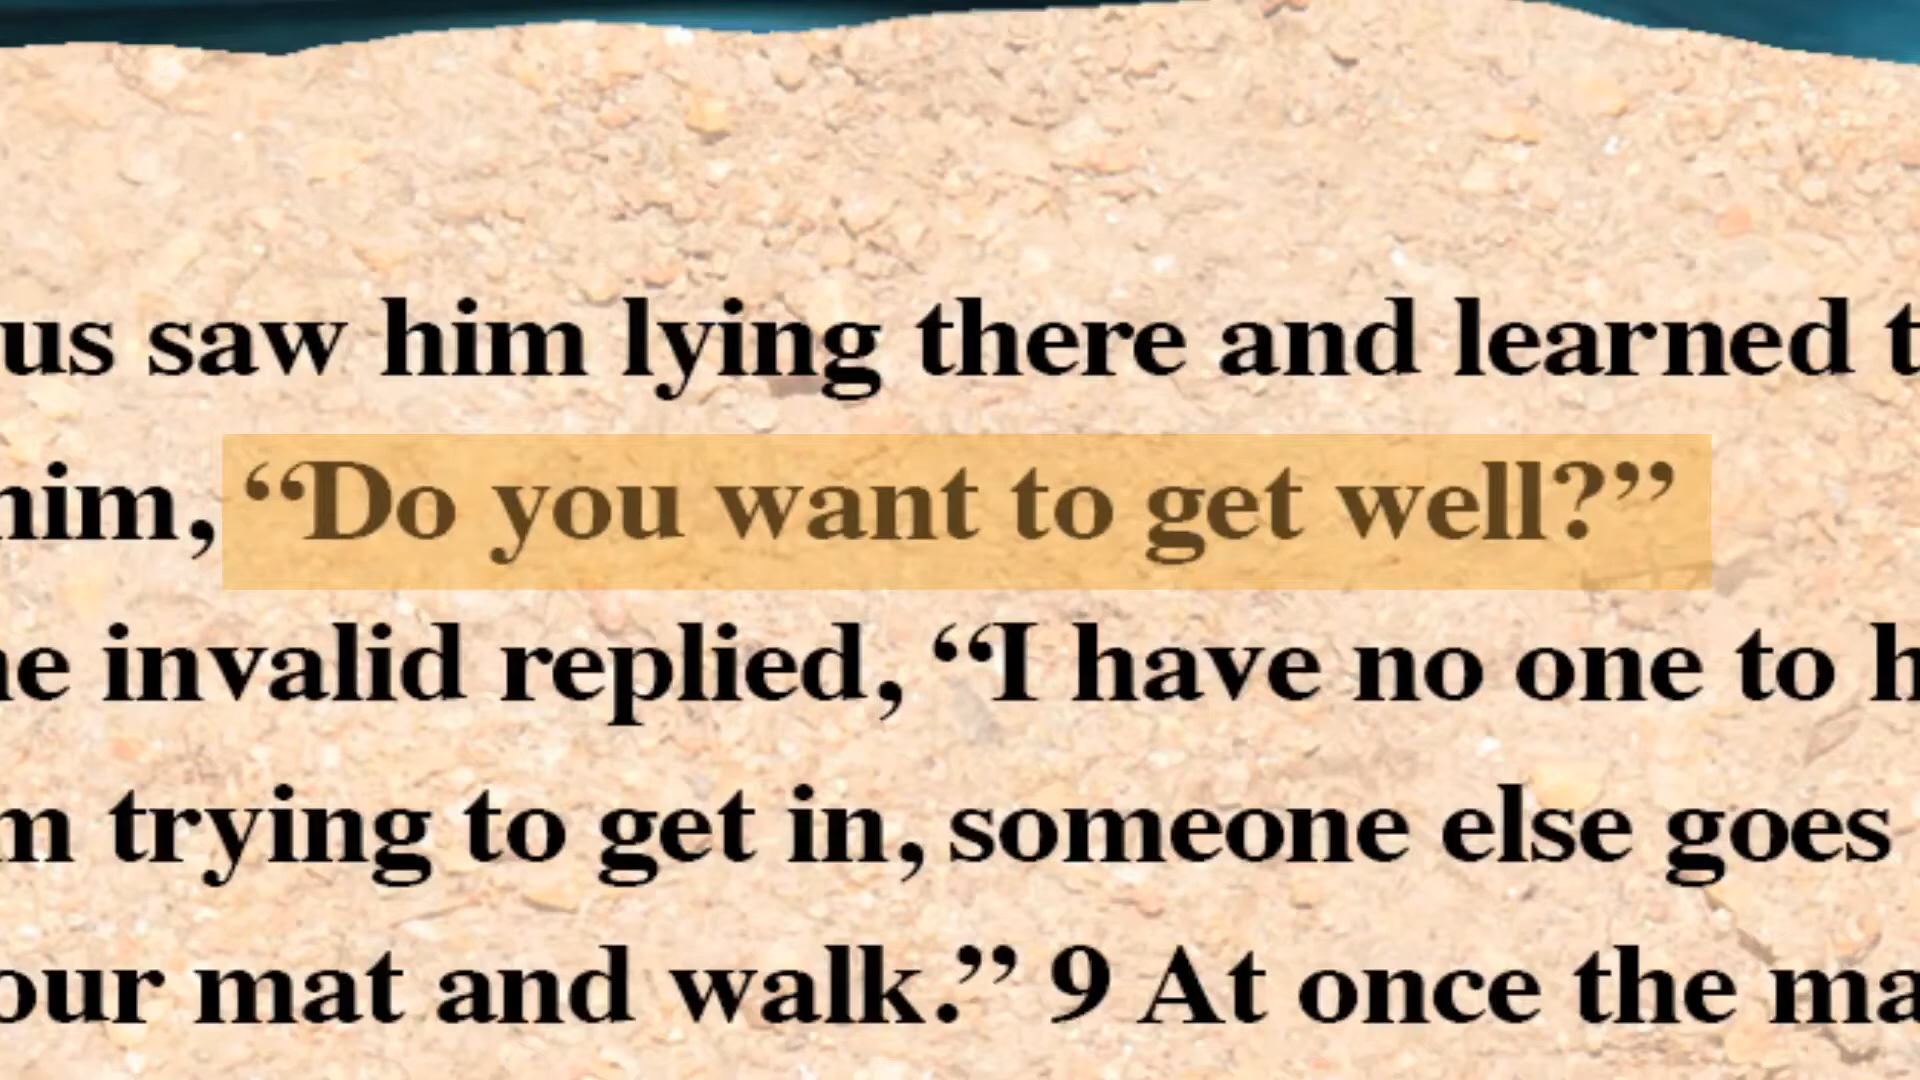 us saw him lying there and learned t
him, “Do you want to get well?”
he invalid replied, “I have no one to h
m trying to get in, someone else goes
our mat and walk.” 9 At once the ma